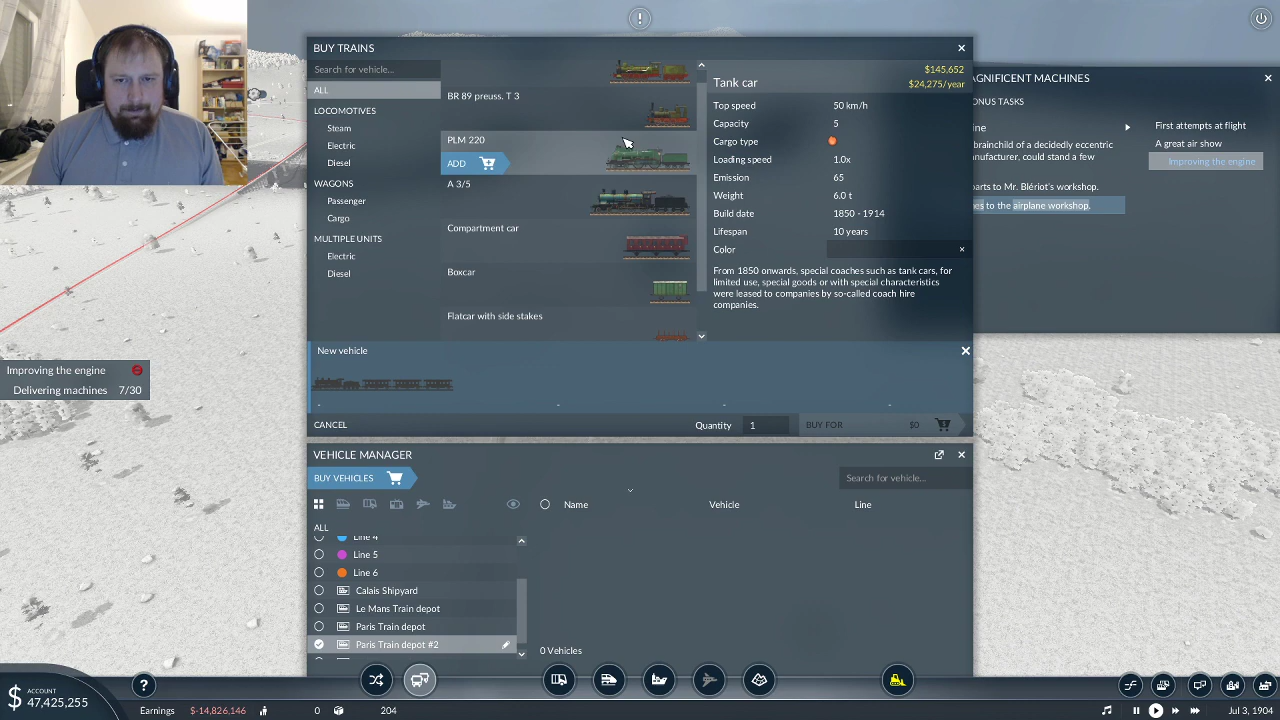 BUY TRAINS
Search for vehicle...
ALL
LOCOMOTIVES
Steam
Electric
Diesel
WAGONS
Passenger
Cargo
MULTIPLE UNITS
Electric
Diesel
BR 89 preuss. T 3
PLM 220
ADD
A 3/5
Compartment car
Boxcar
Flatcar with side stakes
$145,652
Tank car
$24,275/year
Top speed 50 km/h
Capacity 5
Cargo type
Loading speed 1.0x
Emission 65
Weight 6.0 t
Build date 1850 - 1914
Lifespan 10 years
Color ×
From 1850 onwards, special coaches such as tank cars, for
limited use, special goods or with special characteristics
were leased to companies by so-called coach hire
companies.
New vehicle
- - - -
CANCEL
Quantity 1
BUY FOR $0
AGNIFICENT MACHINES
ONUS TASKS
ine
brainchild of a decidedly eccentric
anufacturer, could stand a few
arts to Mr. Blériot's workshop.
es to the airplane workshop.
First attempts at flight
A great air show
Improving the engine
Improving the engine
Delivering machines 7/30
VEHICLE MANAGER
BUY VEHICLES
Search for vehicle...
Name Vehicle Line
ALL
Line 4
Line 5
Line 6
Calais Shipyard
Le Mans Train depot
Paris Train depot
Paris Train depot #2
0 Vehicles
$ ACCOUNT
47,425,255
?
Earnings $-14,826,146 0 204
Jul 3, 1904